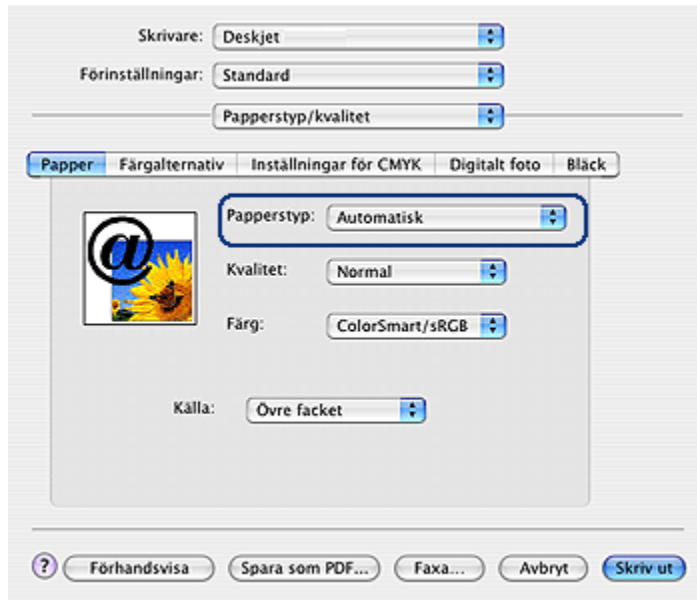 Skrivare: Deskjet
Förinställningar: Standard
Papperstyp/kvalitet
Papper Färgalternativ Inställningar för CMYK Digitalt foto Bläck
Papperstyp: Automatisk
@
Kvalitet: Normal
Färg: ColorSmart/sRGB
Källa: Övre facket
? Förhandsvisa Spara som PDF... Faxa... Avbryt Skriv ut